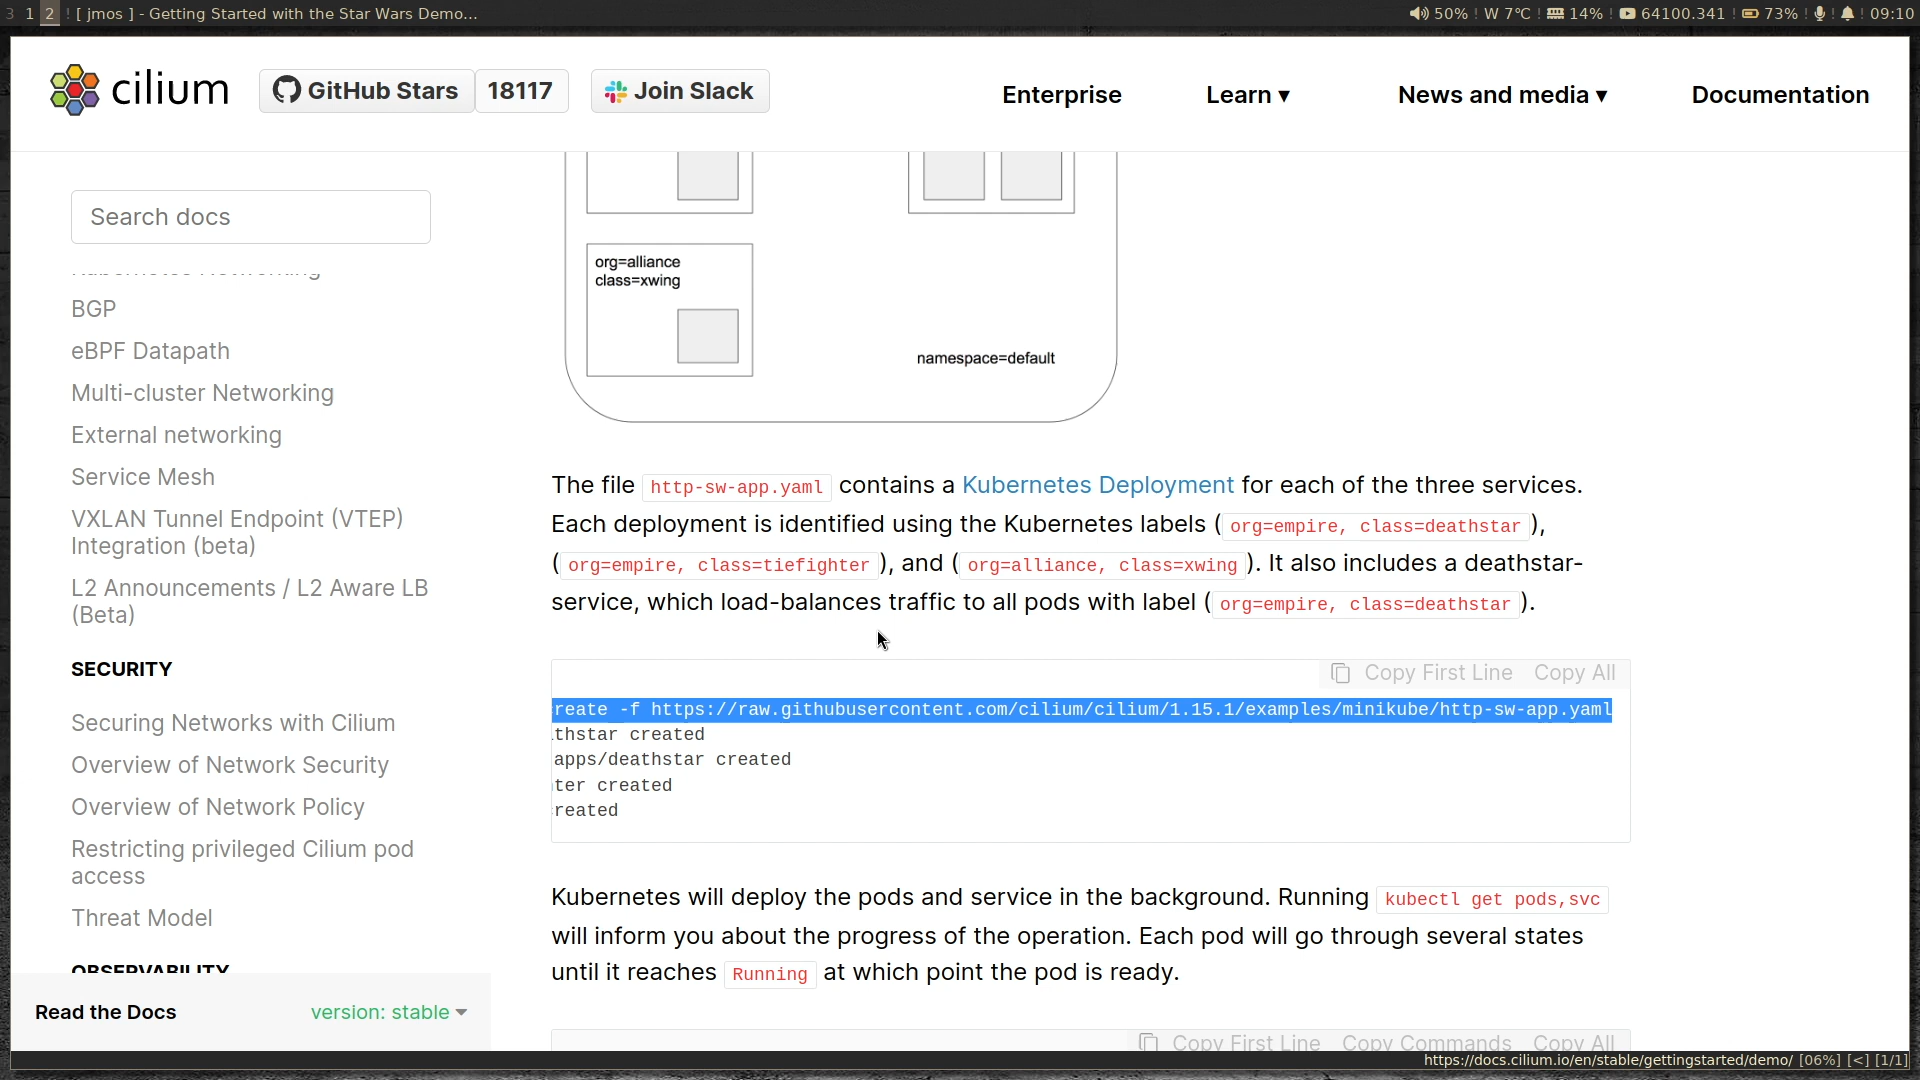 3 1 2 ! [ jmos ] - Getting Started with the Star Wars Demo...
50% ! W 7°C ! 14% ! 64100.341 ! 73% ! ! ! 09:10
cilium
GitHub Stars 18117
Join Slack
Enterprise
Learn ▾
News and media ▾
Documentation
Search docs
Kubernetes Networking
BGP
eBPF Datapath
Multi-cluster Networking
External networking
Service Mesh
VXLAN Tunnel Endpoint (VTEP)
Integration (beta)
L2 Announcements / L2 Aware LB
(Beta)
SECURITY
Securing Networks with Cilium
Overview of Network Security
Overview of Network Policy
Restricting privileged Cilium pod
access
Threat Model
OBSERVABILITY
Read the Docs
version: stable
org=alliance
class=xwing
namespace=default
The file http-sw-app.yaml contains a Kubernetes Deployment for each of the three services.
Each deployment is identified using the Kubernetes labels ( org=empire, class=deathstar ),
( org=empire, class=tiefighter ), and ( org=alliance, class=xwing ). It also includes a deathstar-
service, which load-balances traffic to all pods with label ( org=empire, class=deathstar ).
Copy First Line Copy All
reate -f https://raw.githubusercontent.com/cilium/cilium/1.15.1/examples/minikube/http-sw-app.yaml
thstar created
apps/deathstar created
ter created
reated
Kubernetes will deploy the pods and service in the background. Running kubectl get pods,svc
will inform you about the progress of the operation. Each pod will go through several states
until it reaches Running at which point the pod is ready.
Copy First Line Copy Commands Copy All
https://docs.cilium.io/en/stable/gettingstarted/demo/ [06%] [<] [1/1]